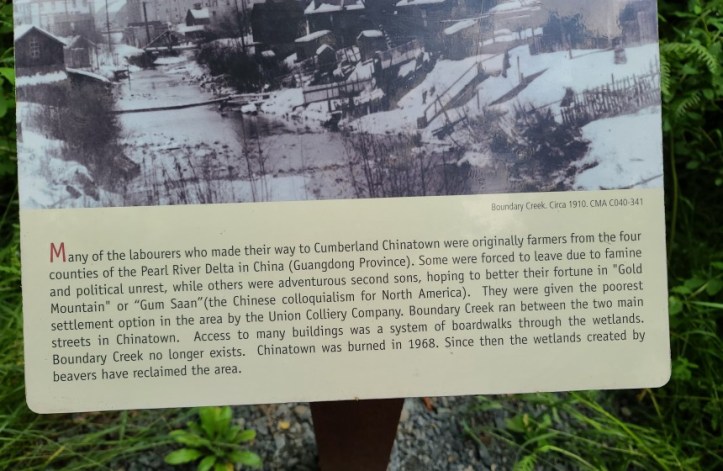 Boundary Creek. Circa 1910. CMA C040-341
Many of the labourers who made their way to Cumberland Chinatown were originally farmers from the four
counties of the Pearl River Delta in China (Guangdong Province). Some were forced to leave due to famine
and political unrest, while others were adventurous second sons, hoping to better their fortune in "Gold
Mountain" or "Gum Saan"(the Chinese colloquialism for North America). They were given the poorest
settlement option in the area by the Union Colliery Company. Boundary Creek ran between the two main
streets in Chinatown. Access to many buildings was a system of boardwalks through the wetlands.
Boundary Creek no longer exists. Chinatown was burned in 1968. Since then the wetlands created by
beavers have reclaimed the area.